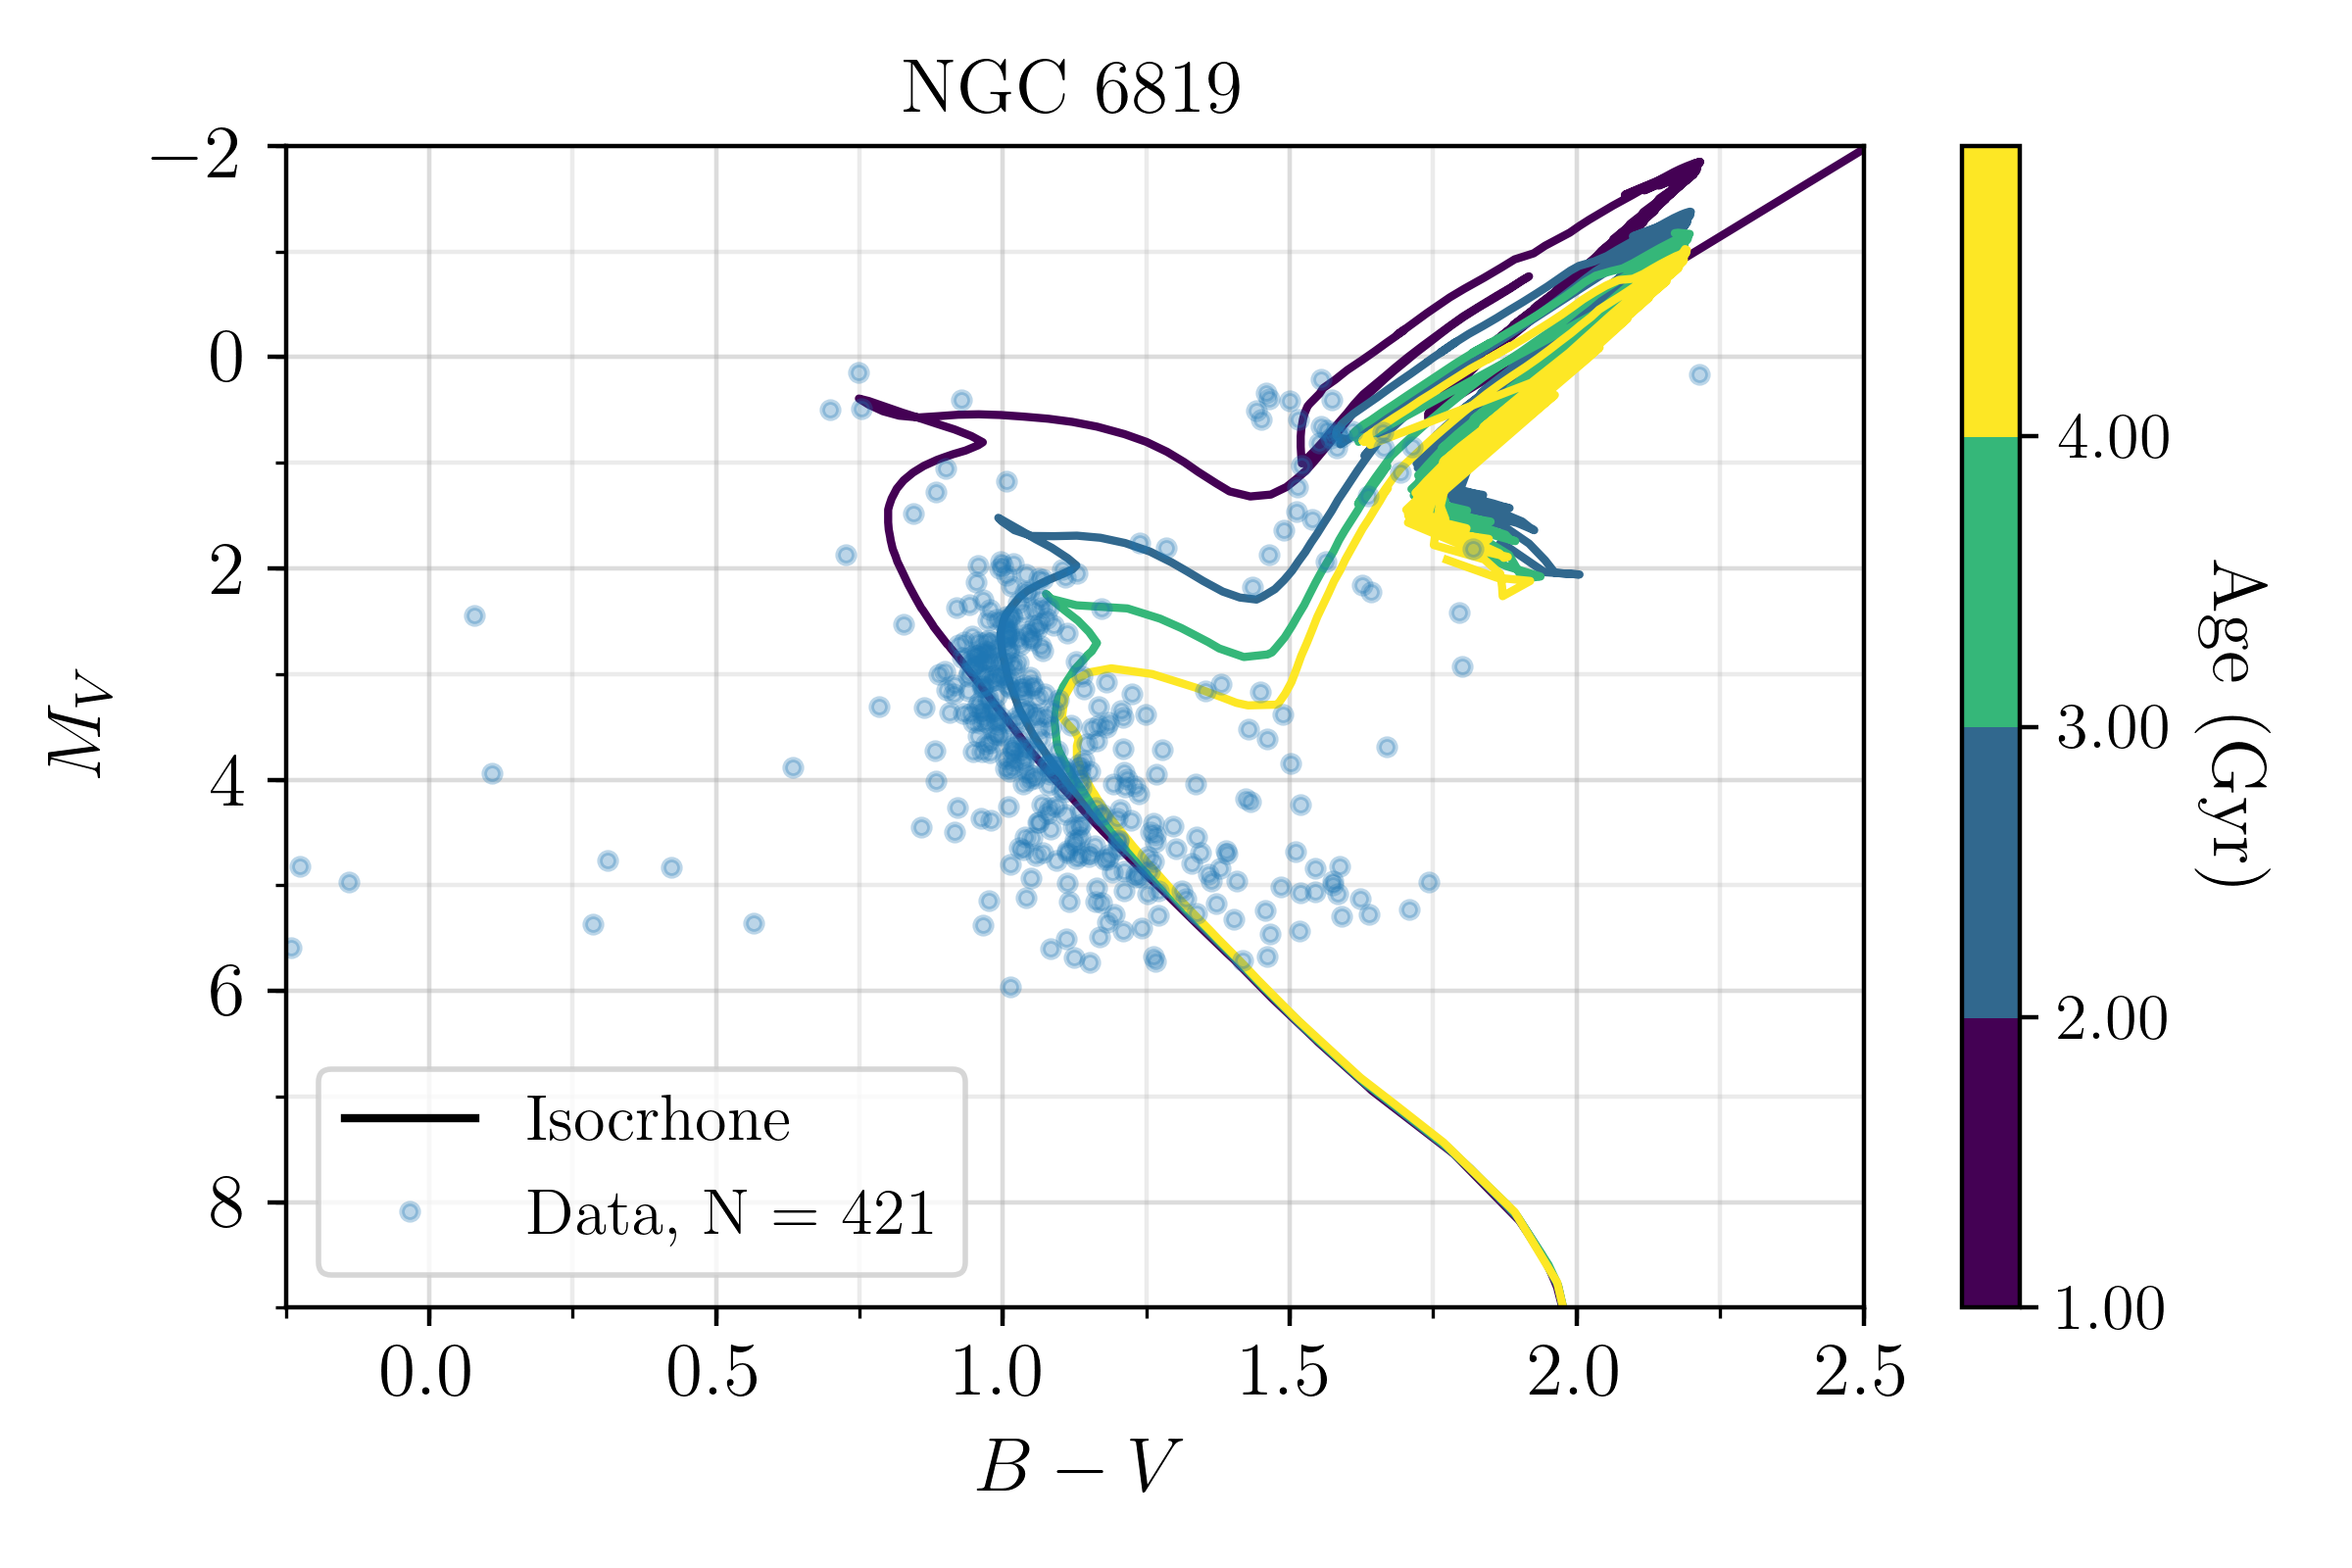 NGC 6819
−2
0
2
4
6
8
M_V
0.0 0.5 1.0 1.5 2.0 2.5
B − V
Isocrhone
Data, N = 421
4.00
3.00
2.00
1.00
Age (Gyr)